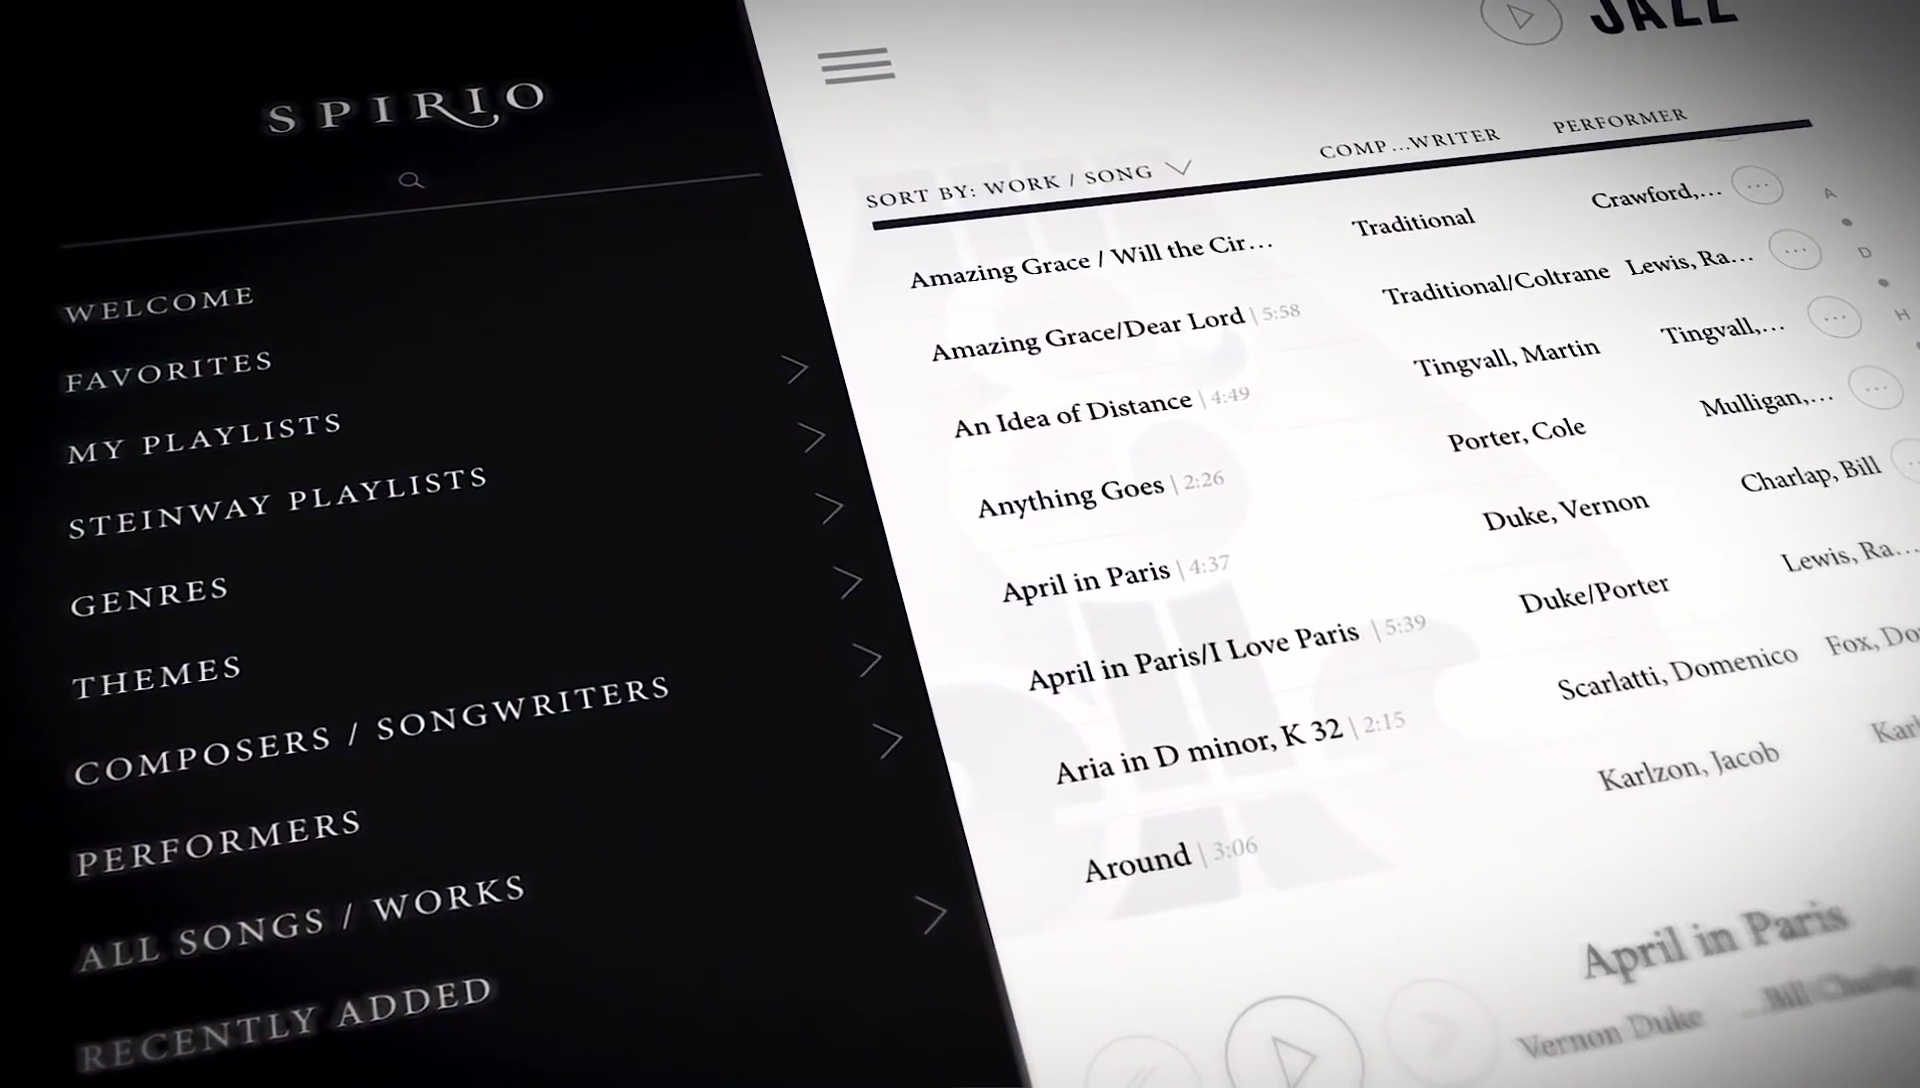 SPIRIO
WELCOME
FAVORITES
MY PLAYLISTS
STEINWAY PLAYLISTS
GENRES
THEMES
COMPOSERS / SONGWRITERS
PERFORMERS
ALL SONGS / WORKS
RECENTLY ADDED
JAZZ
SORT BY: WORK / SONG COMP...WRITER PERFORMER
Amazing Grace / Will the Cir... Traditional Crawford,...
Amazing Grace/Dear Lord | 5:58 Traditional/Coltrane Lewis, Ra...
An Idea of Distance | 4:49 Tingvall, Martin Tingvall,...
Anything Goes | 2:26 Porter, Cole Mulligan,...
April in Paris | 4:37 Duke, Vernon Charlap, Bill
April in Paris/I Love Paris | 5:39 Duke/Porter Lewis, Ra...
Aria in D minor, K 32 | 2:15 Scarlatti, Domenico Fox, Do
Around | 3:06 Karlzon, Jacob Karl
A
D
H
April in Paris
Vernon Duke Bill Charlap